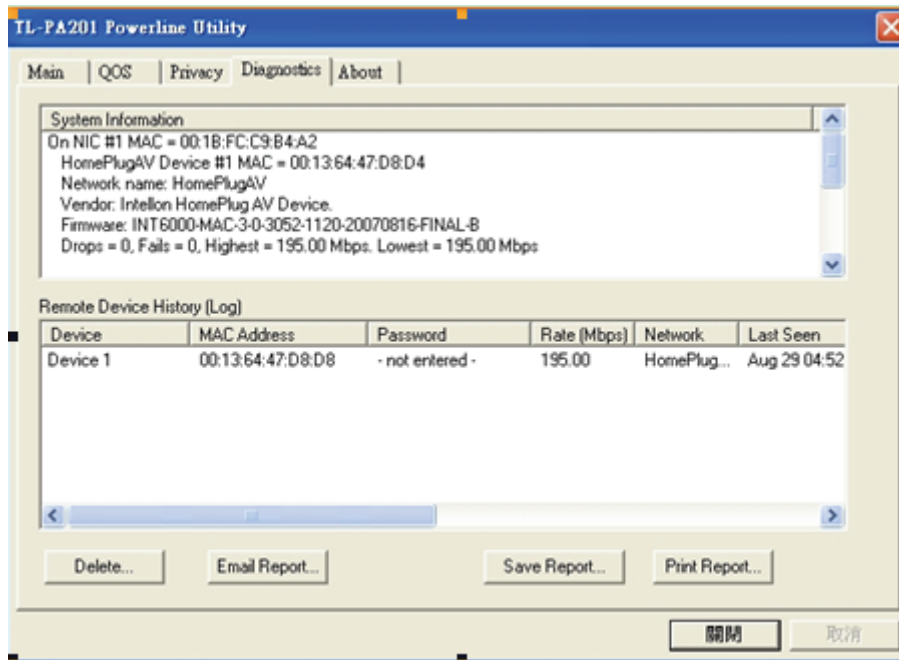 TL-PA201 Powerline Utility
Main QOS Privacy Diagnostics About
System Information
On NIC #1 MAC = 00:1B:FC:C9:B4:A2
HomePlugAV Device #1 MAC = 00:13:64:47:D8:D4
Network name: HomePlugAV
Vendor: Intellon HomePlug AV Device.
Firmware: INT6000-MAC-3-0-3052-1120-20070816-FINAL-B
Drops = 0, Fails = 0, Highest = 195.00 Mbps. Lowest = 195.00 Mbps
Remote Device History (Log)
Device MAC Address Password Rate (Mbps) Network Last Seen
Device 1 00:13:64:47:D8:D8 - not entered - 195.00 HomePlug... Aug 29 04:52
Delete... Email Report... Save Report... Print Report...
關閉 取消